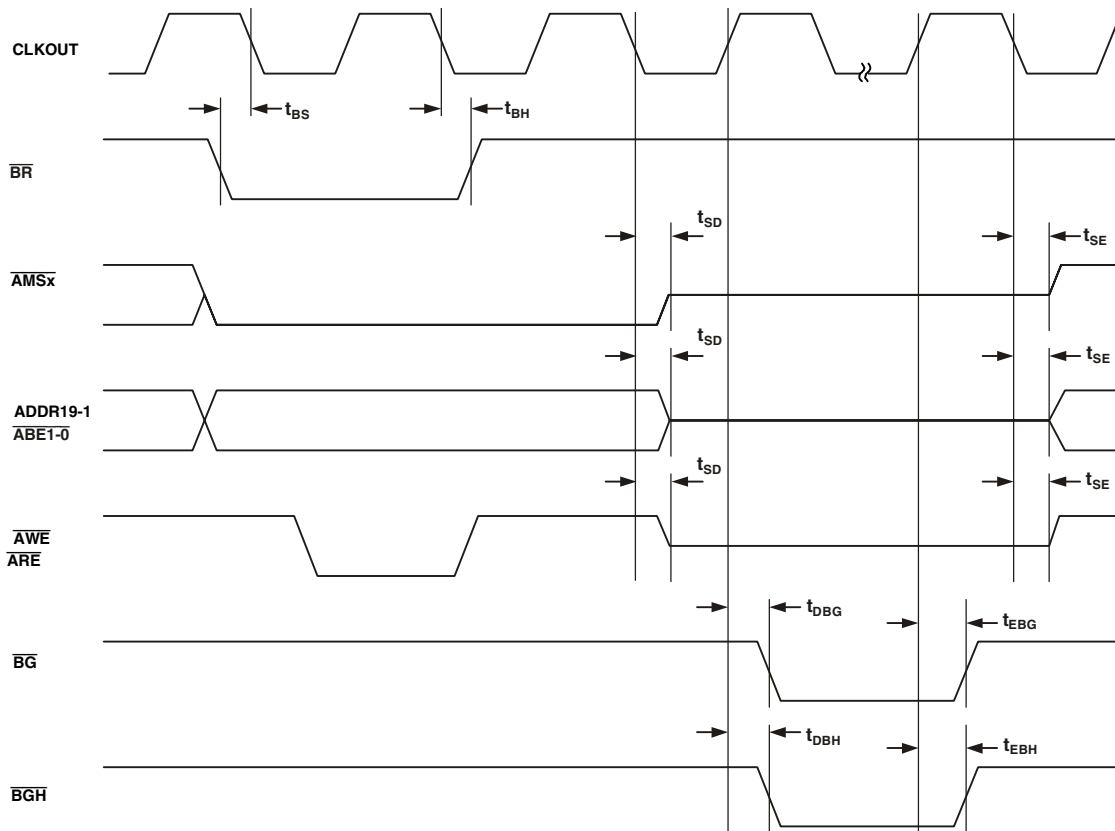 CLKOUT
tBS
tBH
BR
tSD
tSE
AMSx
tSD
tSE
ADDR19-1
ABE1-0
tSD
tSE
AWE
ARE
tDBG
tEBG
BG
tDBH
tEBH
BGH